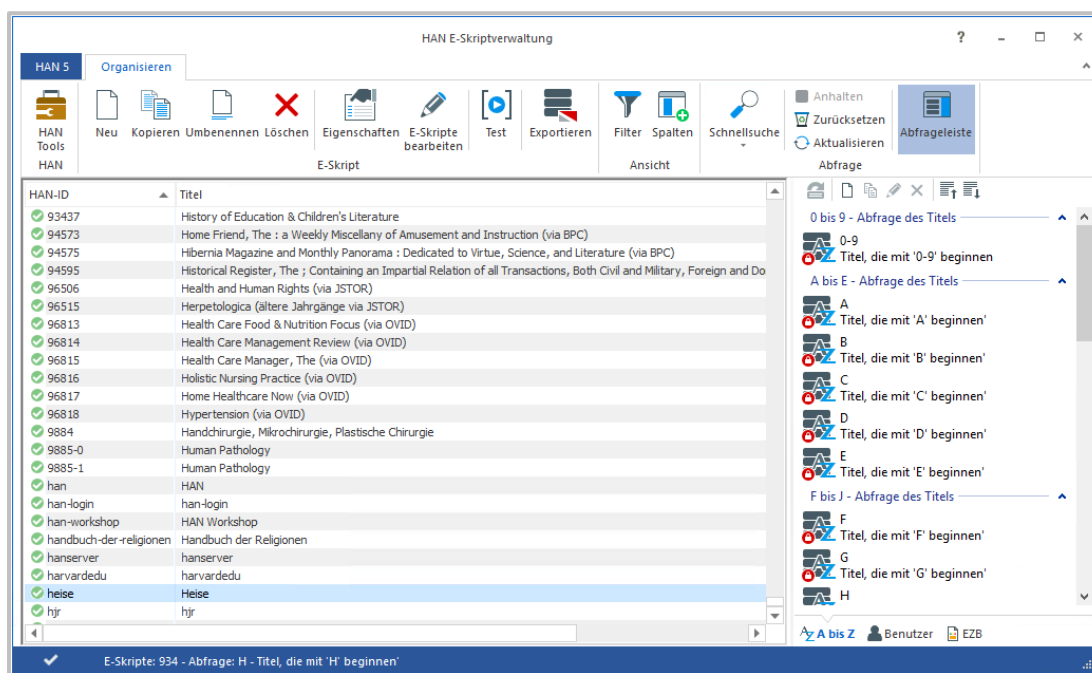 HAN E-Skriptverwaltung
HAN 5 Organisieren
HAN Tools Neu Kopieren Umbenennen Löschen Eigenschaften E-Skripte bearbeiten Test Exportieren Filter Spalten Schnellsuche Anhalten Zurücksetzen Aktualisieren Abfrageleiste
HAN E-Skript Ansicht Abfrage
HAN-ID Titel
93437 History of Education & Children's Literature
94573 Home Friend, The : a Weekly Miscellany of Amusement and Instruction (via BPC)
94575 Hibernia Magazine and Monthly Panorama : Dedicated to Virtue, Science, and Literature (via BPC)
94595 Historical Register, The ; Containing an Impartial Relation of all Transactions, Both Civil and Military, Foreign and Do
96506 Health and Human Rights (via JSTOR)
96515 Herpetologica (ältere Jahrgänge via JSTOR)
96813 Health Care Food & Nutrition Focus (via OVID)
96814 Health Care Management Review (via OVID)
96815 Health Care Manager, The (via OVID)
96816 Holistic Nursing Practice (via OVID)
96817 Home Healthcare Now (via OVID)
96818 Hypertension (via OVID)
9884 Handchirurgie, Mikrochirurgie, Plastische Chirurgie
9885-0 Human Pathology
9885-1 Human Pathology
han HAN
han-login han-login
han-workshop HAN Workshop
handbuch-der-religionen Handbuch der Religionen
hanserver hanserver
harvardedu harvardedu
heise Heise
hjr hjr
0 bis 9 - Abfrage des Titels
0-9
Titel, die mit '0-9' beginnen
A bis E - Abfrage des Titels
A
Titel, die mit 'A' beginnen'
B
Titel, die mit 'B' beginnen'
C
Titel, die mit 'C' beginnen'
D
Titel, die mit 'D' beginnen'
E
Titel, die mit 'E' beginnen'
F bis J - Abfrage des Titels
F
Titel, die mit 'F' beginnen'
G
Titel, die mit 'G' beginnen'
H
A bis Z Benutzer EZB
E-Skripte: 934 - Abfrage: H - Titel, die mit 'H' beginnen'